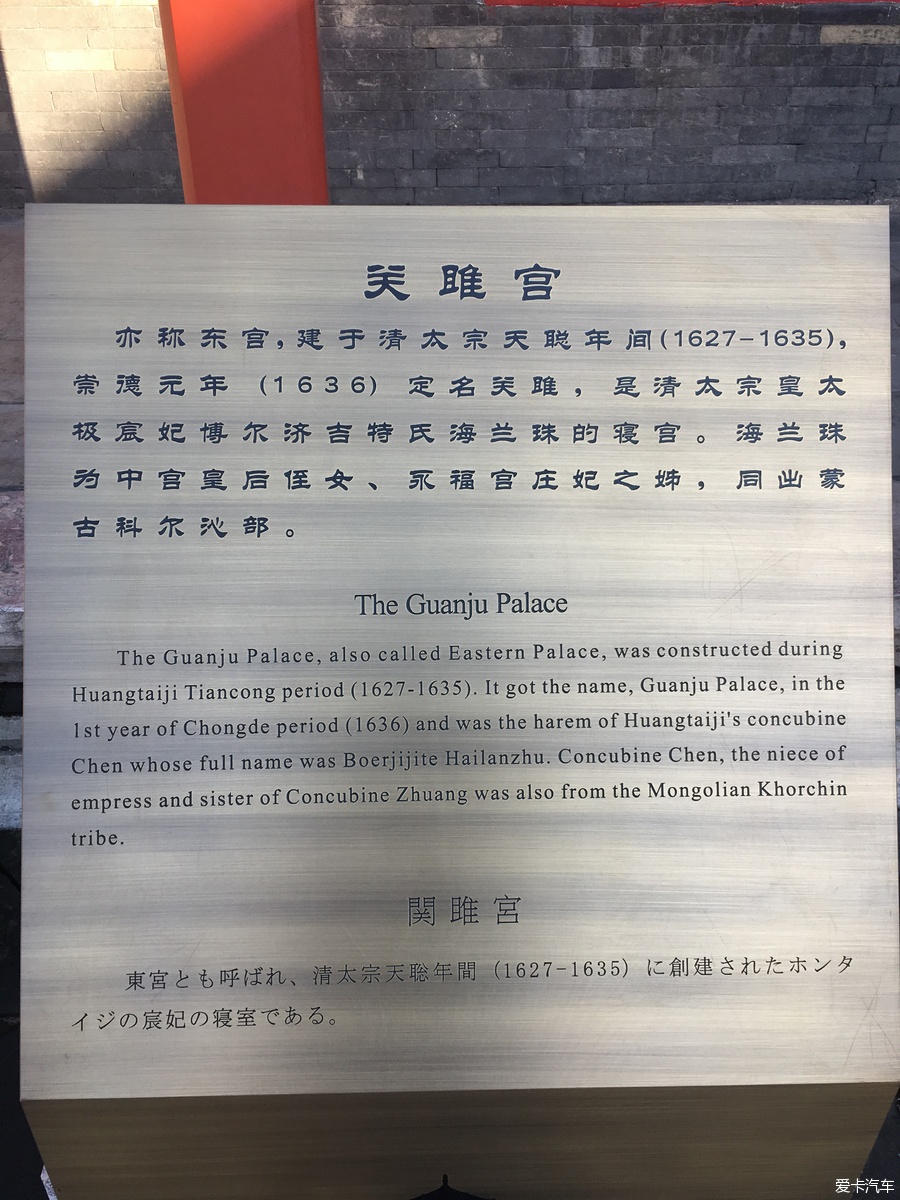 关雎宫
亦称东宫,建于清太宗天聪年间(1627-1635),
崇德元年 (1636) 定名关雎，是清太宗皇太
极宸妃博尔济吉特氏海兰珠的寝宫。海兰珠
为中宫皇后侄女、永福宫庄妃之姊，同出蒙
古科尔沁部。
The Guanju Palace
The Guanju Palace, also called Eastern Palace, was constructed during
Huangtaiji Tiancong period (1627-1635). It got the name, Guanju Palace, in the
1st year of Chongde period (1636) and was the harem of Huangtaiji's concubine
Chen whose full name was Boerjijite Hailanzhu. Concubine Chen, the niece of
empress and sister of Concubine Zhuang was also from the Mongolian Khorchin
tribe.
関雎宮
東宮とも呼ばれ、清太宗天聡年間 (1627-1635) に創建されたホンタ
イジの宸妃の寝室である。
爱卡汽车